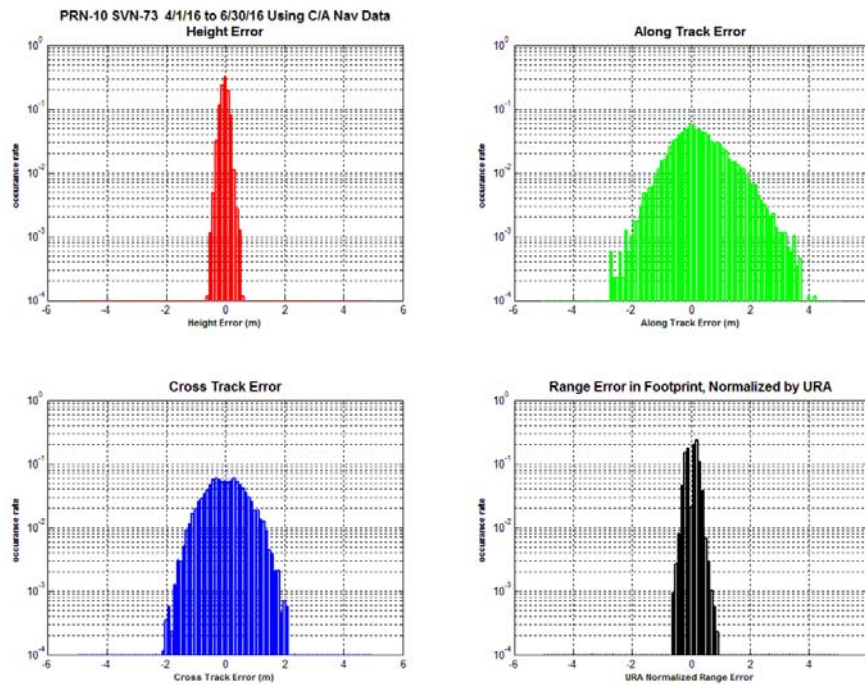 PRN-10 SVN-73 4/1/16 to 6/30/16 Using C/A Nav Data
Height Error
10^0
10^-1
10^-2
10^-3
10^-4
occurance rate
-6 -4 -2 0 2 4 6
Height Error (m)
Along Track Error
10^0
10^-1
10^-2
10^-3
10^-4
occurance rate
-6 -4 -2 0 2 4 6
Along Track Error (m)
Cross Track Error
10^0
10^-1
10^-2
10^-3
10^-4
occurance rate
-6 -4 -2 0 2 4 6
Cross Track Error (m)
Range Error in Footprint, Normalized by URA
10^0
10^-1
10^-2
10^-3
10^-4
occurance rate
-6 -4 -2 0 2 4 6
URA Normalized Range Error